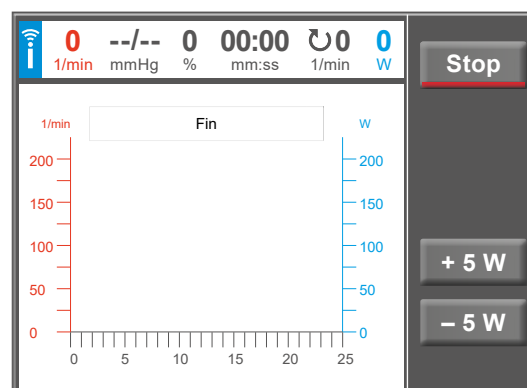 0 --/-- 0 00:00 0 0
1/min mmHg % mm:ss 1/min W
Stop
1/min Fin W
200 200
150 150
100 100
50 50
0 0
0 5 10 15 20 25
+ 5 W
– 5 W